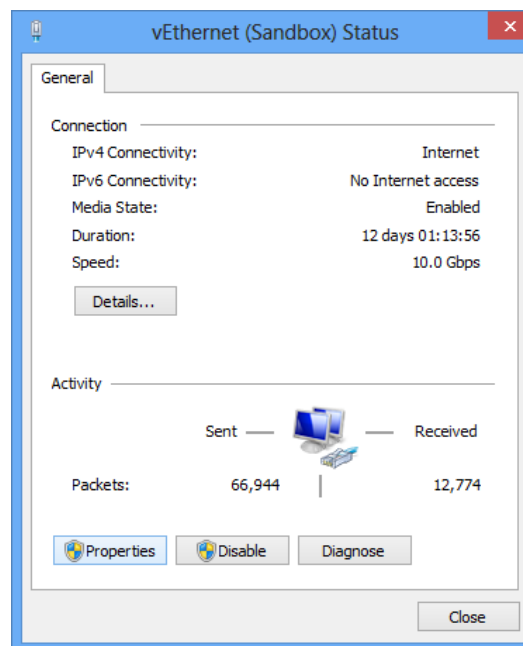 vEthernet (Sandbox) Status
General
Connection
IPv4 Connectivity: Internet
IPv6 Connectivity: No Internet access
Media State: Enabled
Duration: 12 days 01:13:56
Speed: 10.0 Gbps
Details...
Activity
Sent — — Received
Packets: 66,944 | 12,774
Properties Disable Diagnose
Close